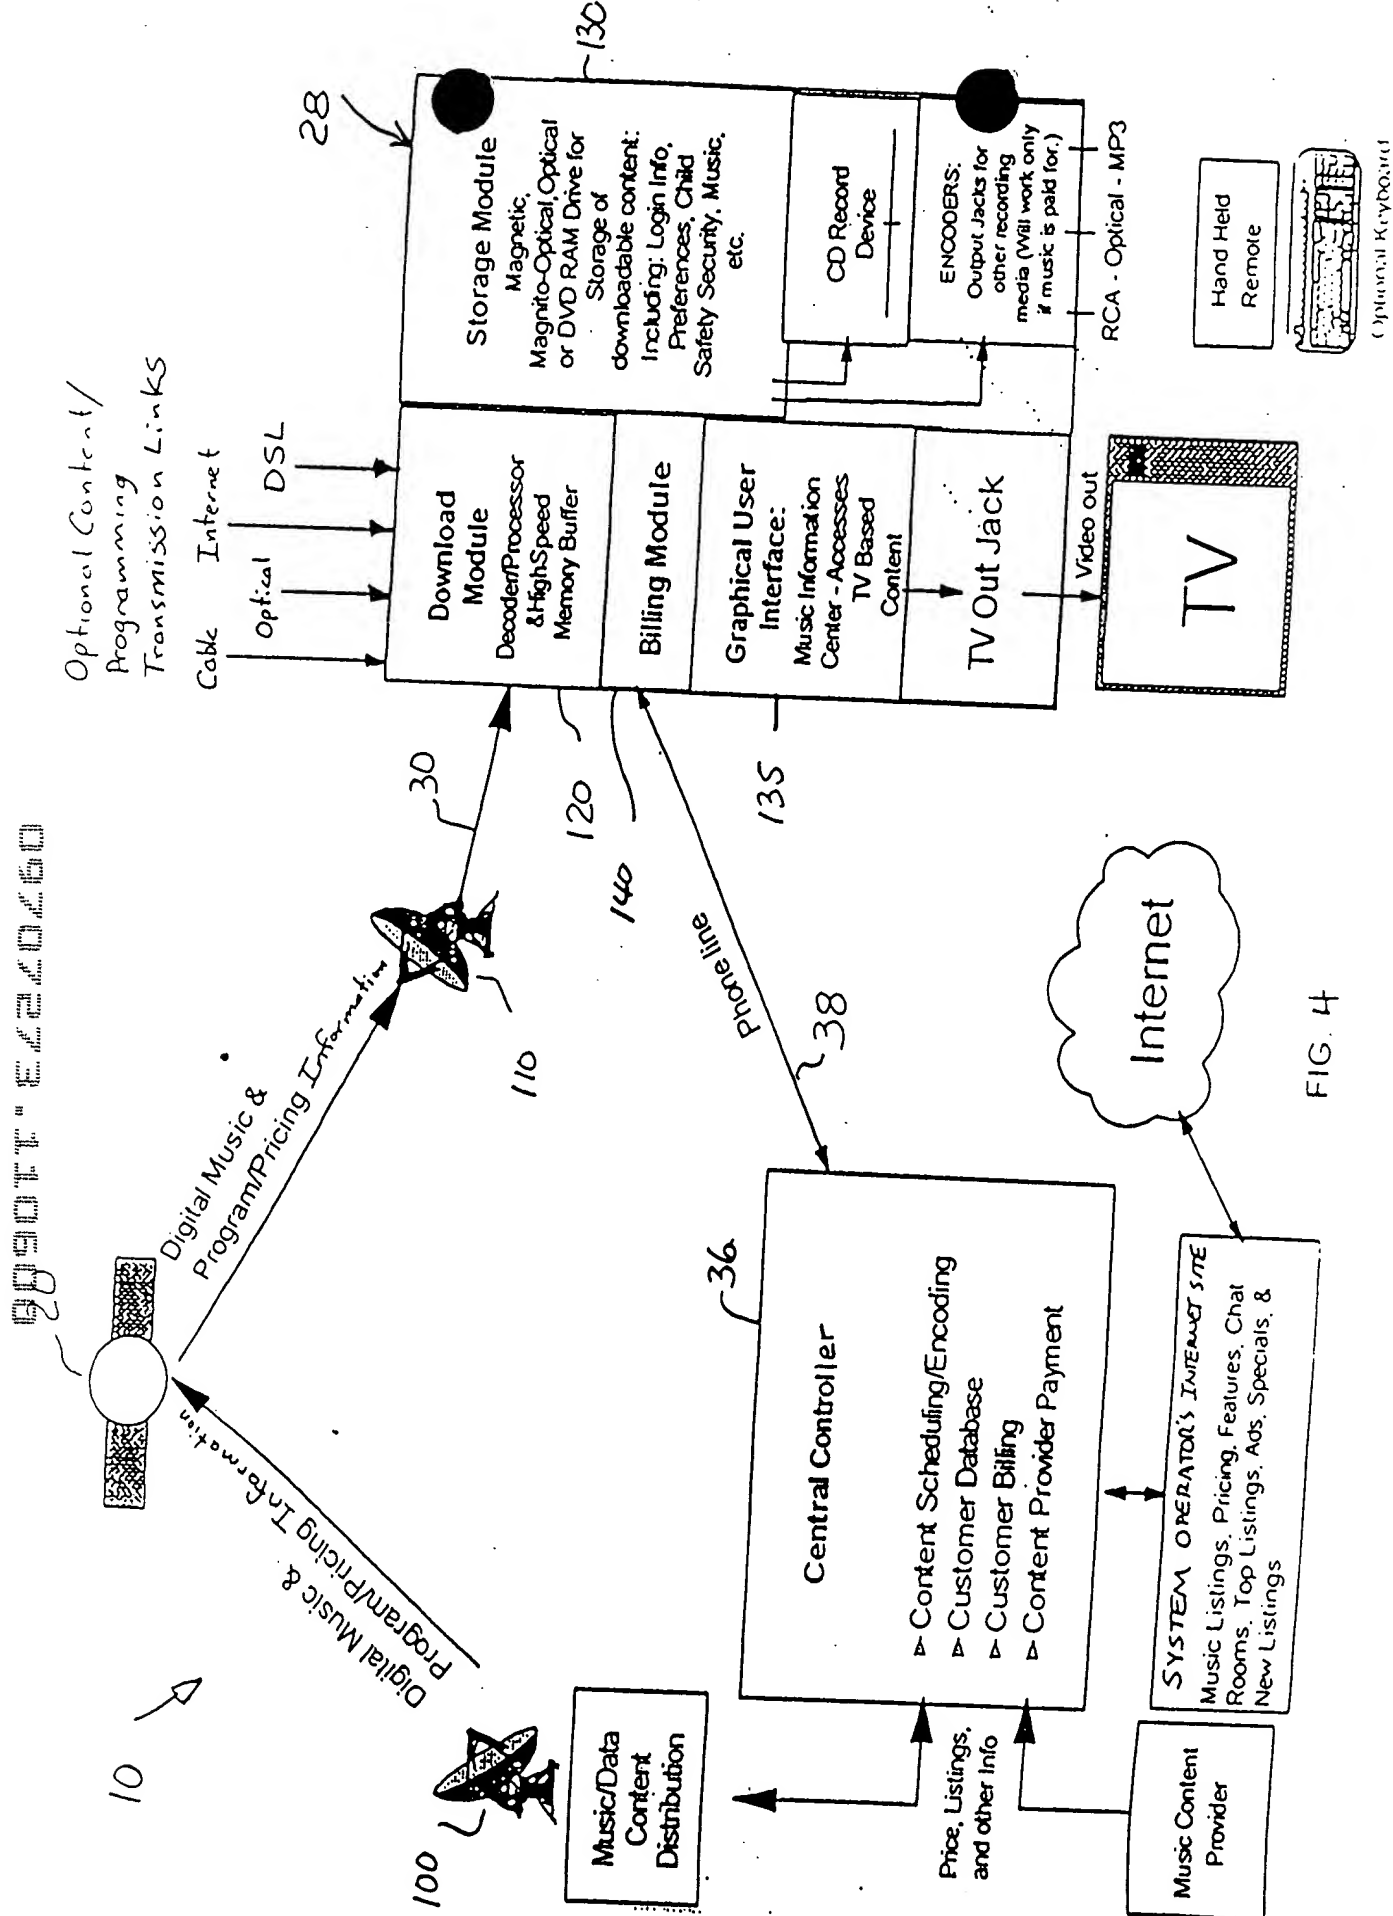 09707273.110600
10
20
Digital Music &
Program/Pricing Information
Digital Music &
Program/Pricing Information
100
110
30
Music/Data
Content
Distribution
Price, Listings,
and other Info
Music Content
Provider
36
Central Controller
Content Scheduling/Encoding
Customer Database
Customer Billing
Content Provider Payment
SYSTEM OPERATOR'S INTERNET SITE
Music Listings, Pricing, Features, Chat
Rooms, Top Listings, Ads, Specials, &
New Listings
Internet
Phone line
38
Optional Content/
Programming
Transmission Links
Cable
Optical
Internet
DSL
28
120
140
135
130
Download
Module
Decoder/Processor
& High Speed
Memory Buffer
Billing Module
Graphical User
Interface:
Music Information
Center - Accesses
TV Based
Content
TV Out Jack
Video out
TV
Storage Module
Magnetic,
Magnito-Optical, Optical
or DVD RAM Drive for
Storage of
downloadable content:
Including: Login Info,
Preferences, Child
Safety Security, Music,
etc.
CD Record
Device
ENCODERS:
Output Jacks for
other recording
media (Will work only
if music is paid for.)
RCA - Optical - MP3
Hand Held
Remote
Optional Keyboard
FIG. 4